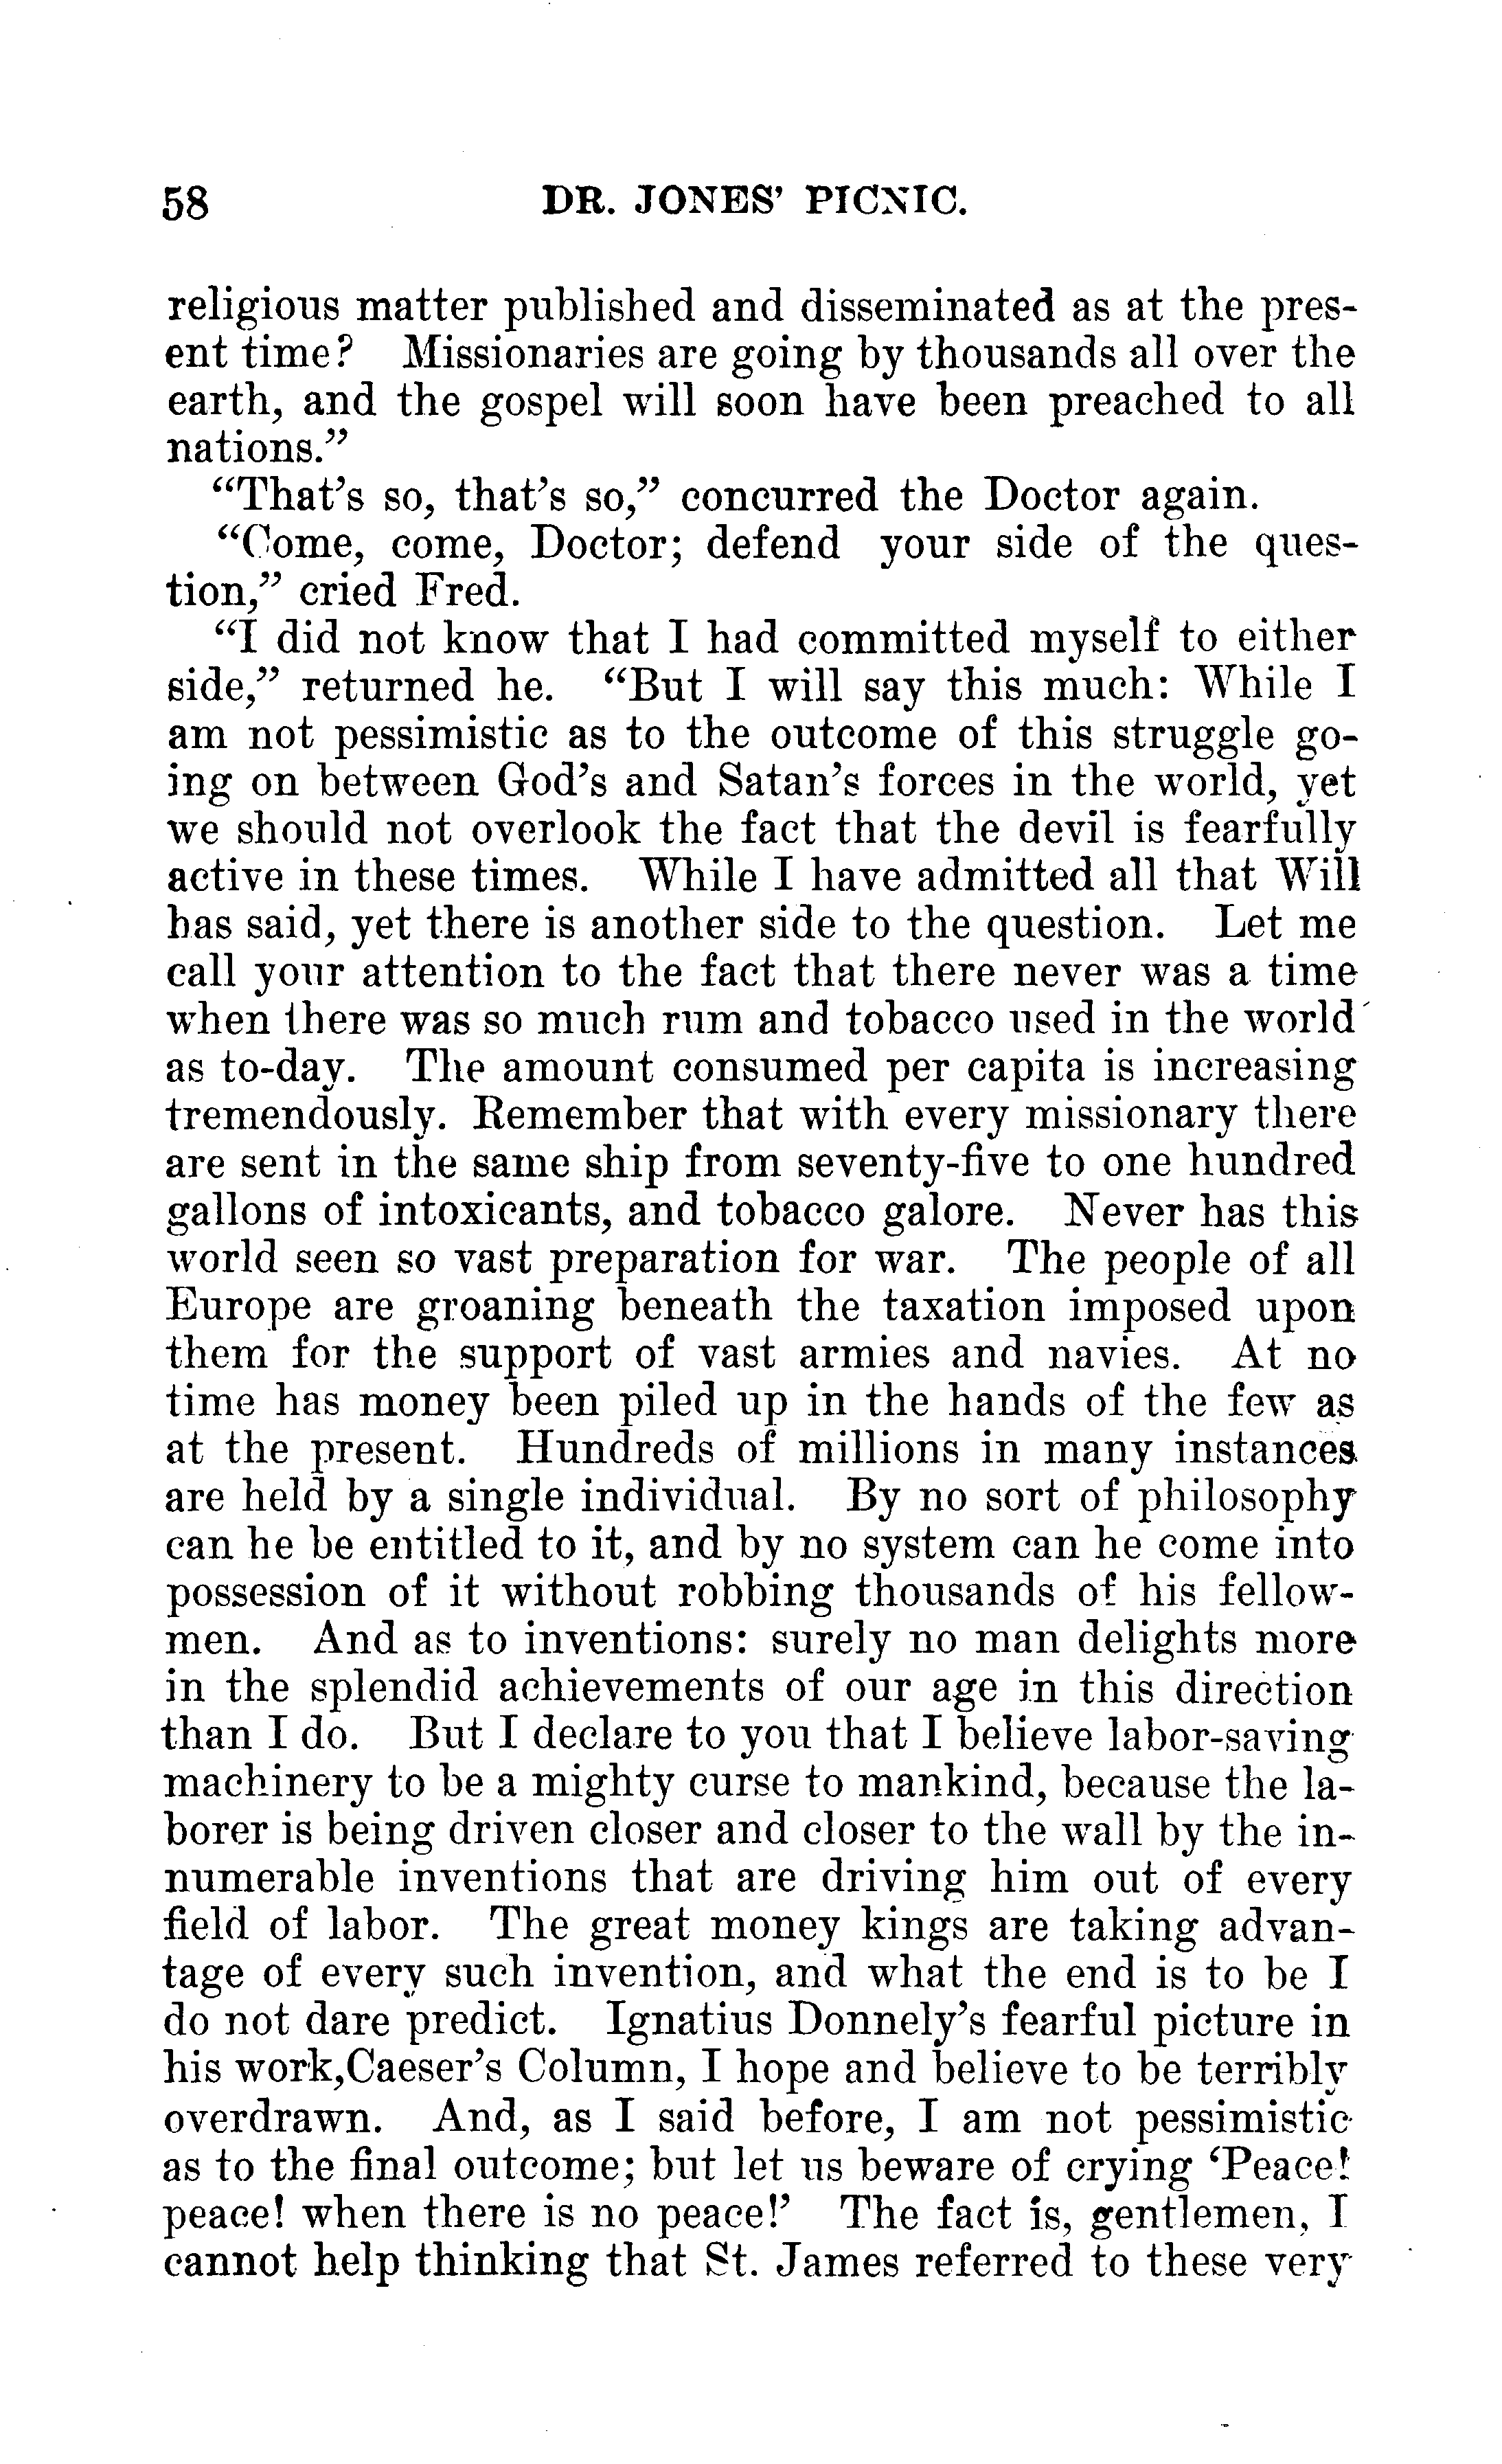 58 DR. JONES' PICNIC.
religious matter published and disseminated as at the pres-
ent time? Missionaries are going by thousands all over the
earth, and the gospel will soon have been preached to all
nations."
"That's so, that's so," concurred the Doctor again.
"Come, come, Doctor; defend your side of the ques-
tion," cried Fred.
"I did not know that I had committed myself to either
side," returned he. "But I will say this much: While I
am not pessimistic as to the outcome of this struggle go-
ing on between God's and Satan's forces in the world, yet
we should not overlook the fact that the devil is fearfully
active in these times. While I have admitted all that Will
has said, yet there is another side to the question. Let me
call your attention to the fact that there never was a time
when there was so much rum and tobacco used in the world
as to-day. The amount consumed per capita is increasing
tremendously. Remember that with every missionary there
are sent in the same ship from seventy-five to one hundred
gallons of intoxicants, and tobacco galore. Never has this
world seen so vast preparation for war. The people of all
Europe are groaning beneath the taxation imposed upon
them for the support of vast armies and navies. At no
time has money been piled up in the hands of the few as
at the present. Hundreds of millions in many instances
are held by a single individual. By no sort of philosophy
can he be entitled to it, and by no system can he come into
possession of it without robbing thousands of his fellow-
men. And as to inventions: surely no man delights more
in the splendid achievements of our age in this direction
than I do. But I declare to you that I believe labor-saving
machinery to be a mighty curse to mankind, because the la-
borer is being driven closer and closer to the wall by the in-
numerable inventions that are driving him out of every
field of labor. The great money kings are taking advan-
tage of every such invention, and what the end is to be I
do not dare predict. Ignatius Donnely's fearful picture in
his work,Caeser's Column, I hope and believe to be terribly
overdrawn. And, as I said before, I am not pessimistic
as to the final outcome; but let us beware of crying 'Peace!
peace! when there is no peace!' The fact is, gentlemen, I
cannot help thinking that St. James referred to these very